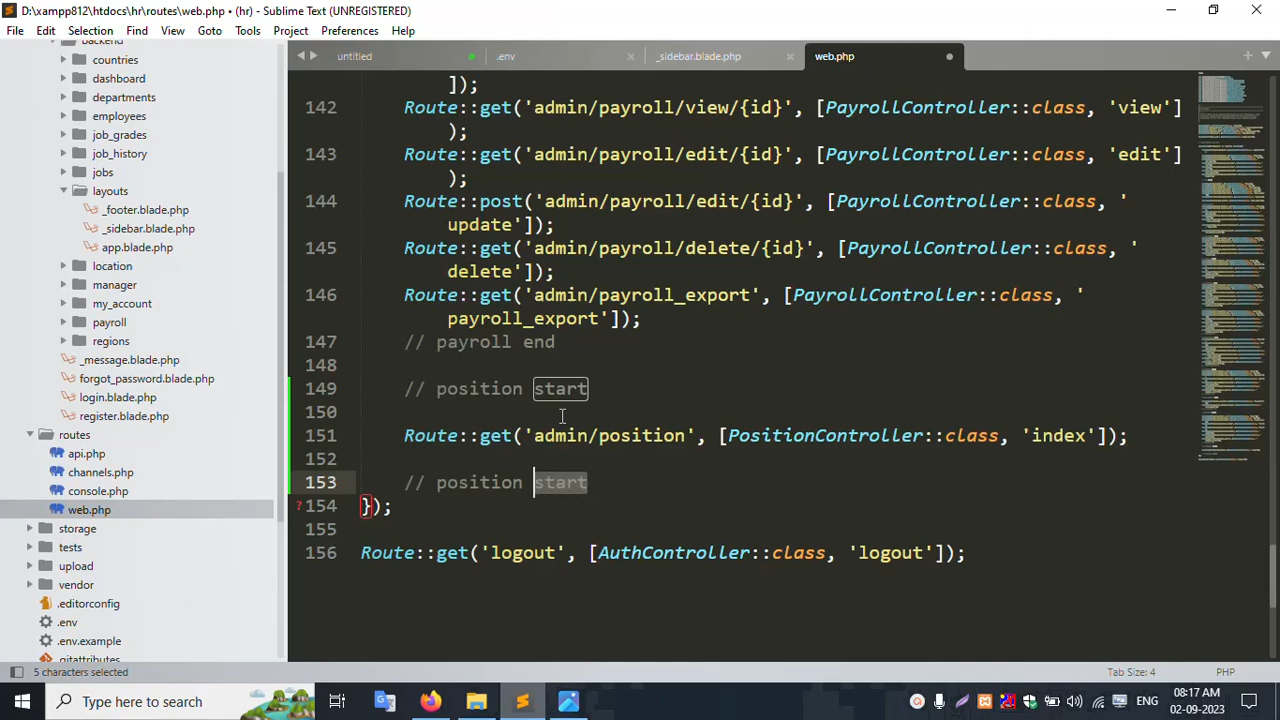 D:\xampp812\htdocs\hr\routes\web.php • (hr) - Sublime Text (UNREGISTERED)
File Edit Selection Find View Goto Tools Project Preferences Help
untitled .env _sidebar.blade.php web.php
backend
countries
dashboard
departments
employees
job_grades
job_history
jobs
layouts
_footer.blade.php
_sidebar.blade.php
app.blade.php
location
manager
my_account
payroll
regions
_message.blade.php
forgot_password.blade.php
login.blade.php
register.blade.php
routes
api.php
channels.php
console.php
web.php
storage
tests
upload
vendor
.editorconfig
.env
.env.example
.gitattributes
]);
142 Route::get('admin/payroll/view/{id}', [PayrollController::class, 'view']
);
143 Route::get('admin/payroll/edit/{id}', [PayrollController::class, 'edit']
);
144 Route::post('admin/payroll/edit/{id}', [PayrollController::class, '
update']);
145 Route::get('admin/payroll/delete/{id}', [PayrollController::class, '
delete']);
146 Route::get('admin/payroll_export', [PayrollController::class, '
payroll_export']);
147 // payroll end
148
149 // position start
150
151 Route::get('admin/position', [PositionController::class, 'index']);
152
153 // position start
?154 });
155
156 Route::get('logout', [AuthController::class, 'logout']);
5 characters selected Tab Size: 4 PHP
Type here to search ENG 08:17 AM
02-09-2023